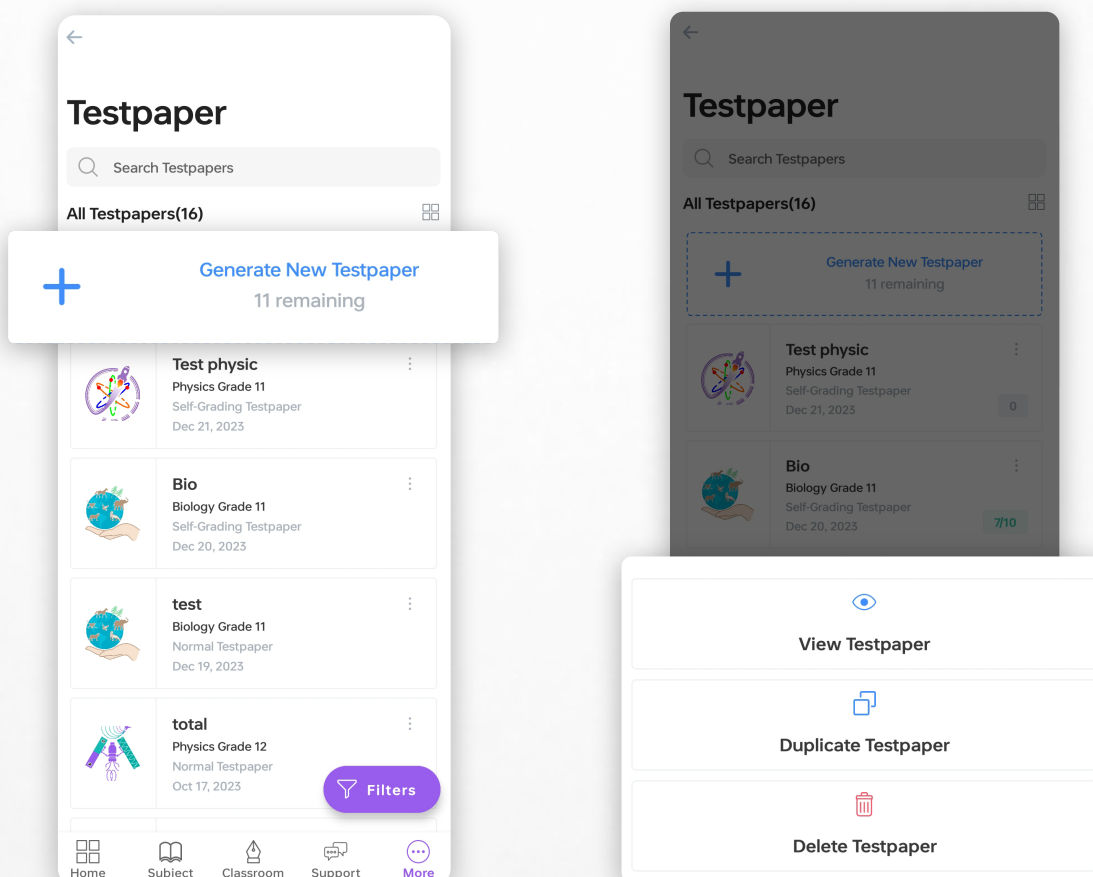 Testpaper
Search Testpapers
All Testpapers(16)
Generate New Testpaper
11 remaining
Test physic
Physics Grade 11
Self-Grading Testpaper
Dec 21, 2023
Bio
Biology Grade 11
Self-Grading Testpaper
Dec 20, 2023
test
Biology Grade 11
Normal Testpaper
Dec 19, 2023
total
Physics Grade 12
Normal Testpaper
Oct 17, 2023
Filters
Home
Subject
Classroom
Support
More
Testpaper
Search Testpapers
All Testpapers(16)
Generate New Testpaper
11 remaining
Test physic
Physics Grade 11
Self-Grading Testpaper
Dec 21, 2023
0
Bio
Biology Grade 11
Self-Grading Testpaper
Dec 20, 2023
7/10
View Testpaper
Duplicate Testpaper
Delete Testpaper